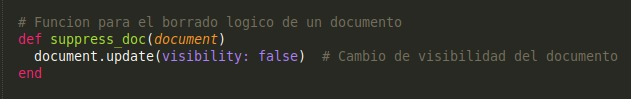 # Funcion para el borrado logico de un documento
def suppress_doc(document)
  document.update(visibility: false)  # Cambio de visibilidad del documento
end